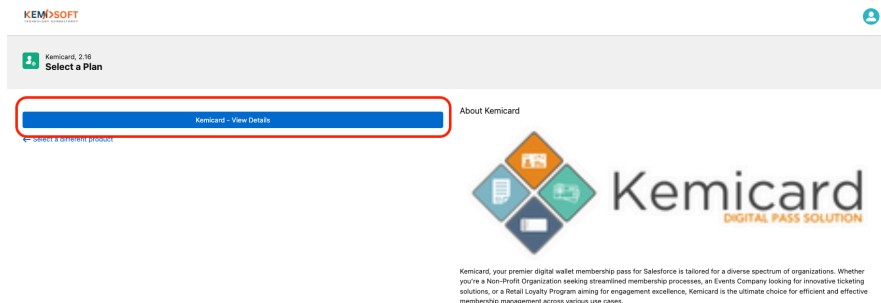 KEMISOFT
TECHNOLOGY CONSULTANCY
Kemicard, 2.16
Select a Plan
Kemicard - View Details
← Select a different product
About Kemicard
Kemicard
DIGITAL PASS SOLUTION
Kemicard, your premier digital wallet membership pass for Salesforce is tailored for a diverse spectrum of organizations. Whether
you're a Non-Profit Organization seeking streamlined membership processes, an Events Company looking for innovative ticketing
solutions, or a Retail Loyalty Program aiming for engagement excellence, Kemicard is the ultimate choice for efficient and effective
membership management across various use cases.